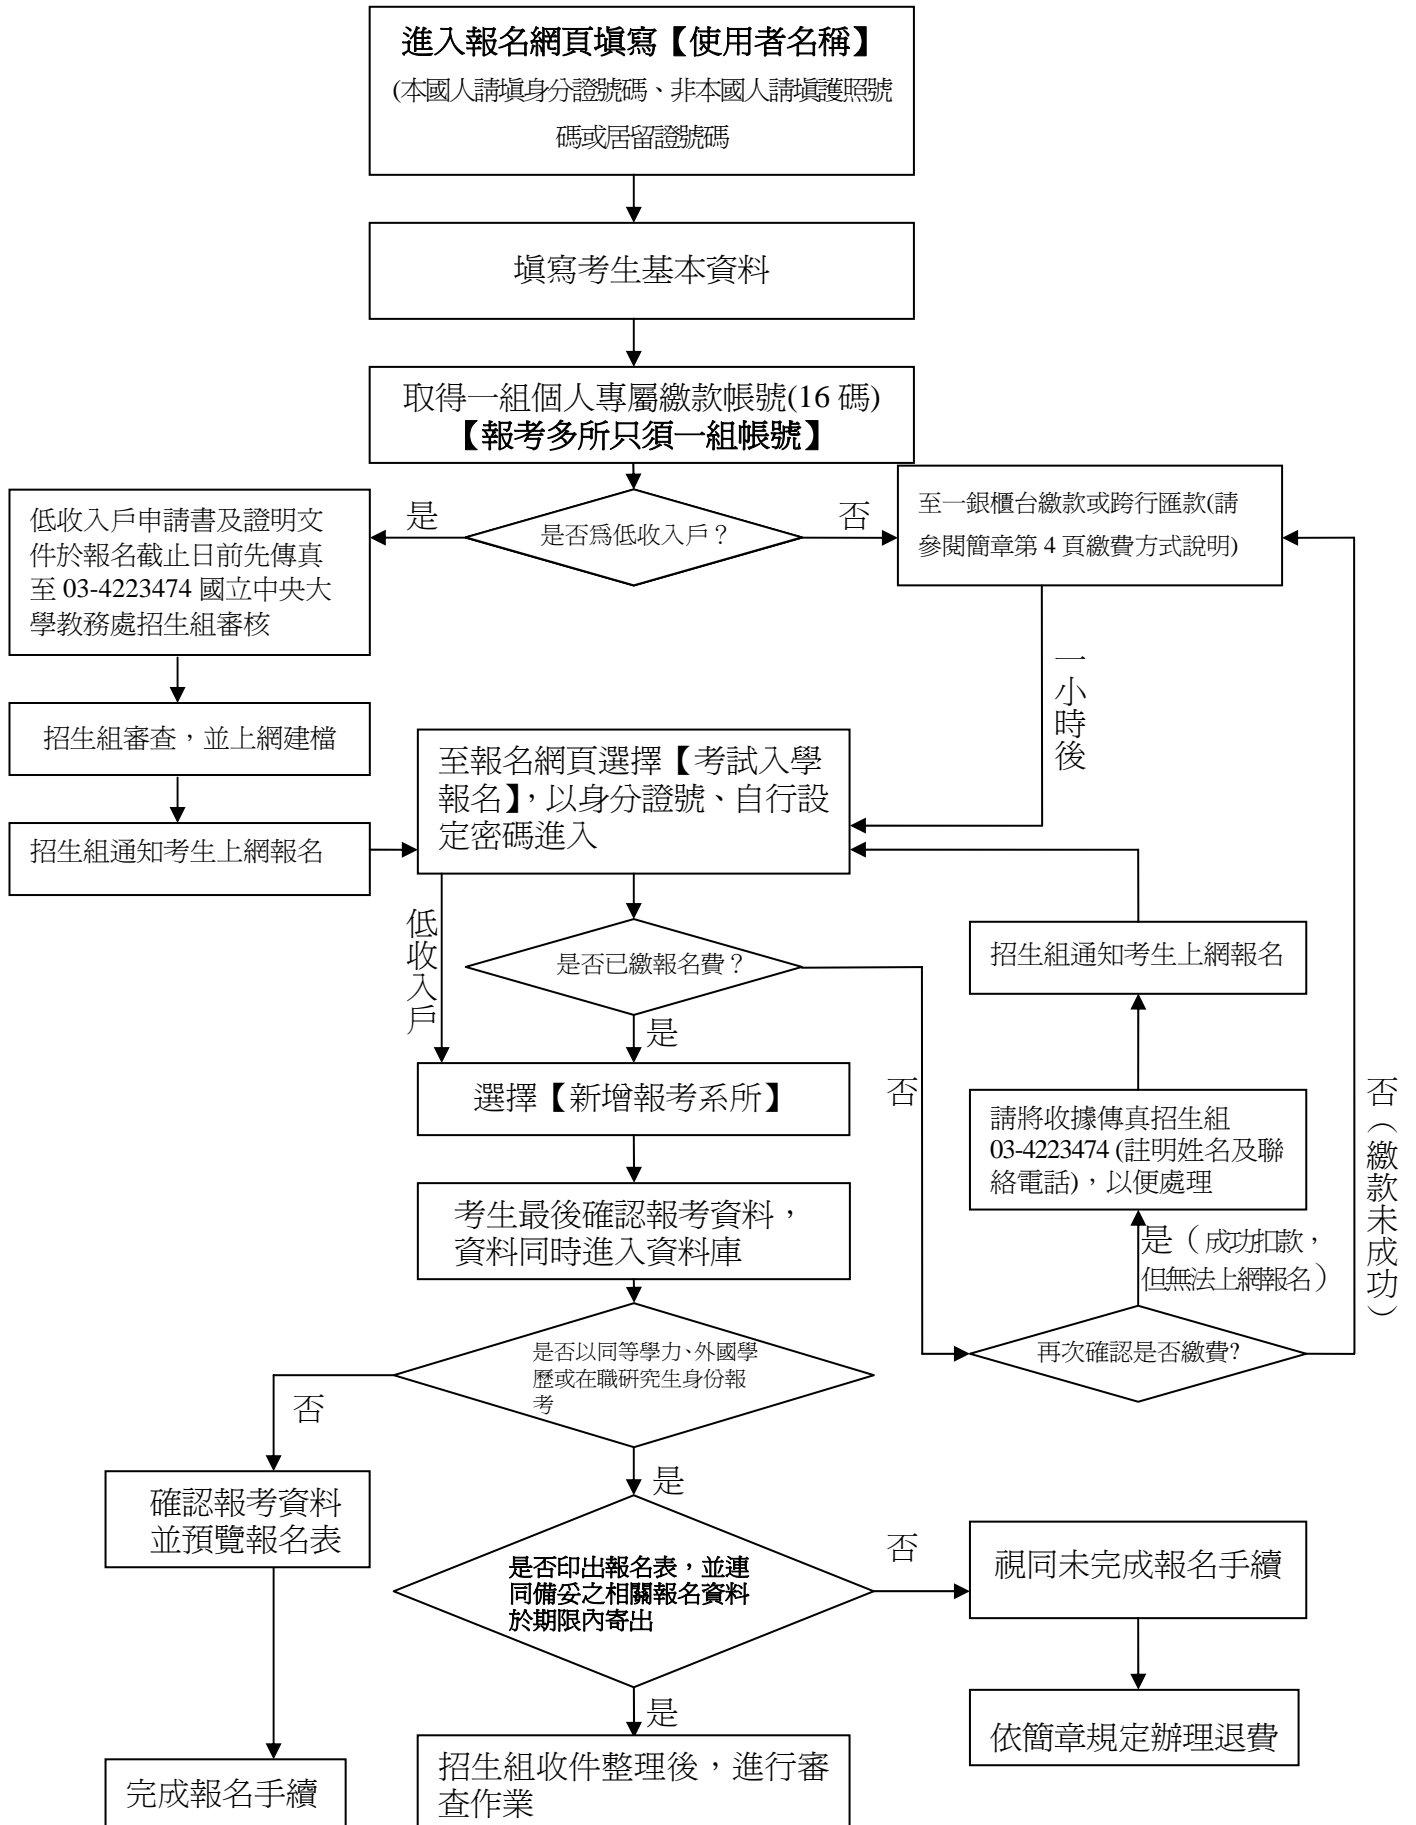 進入報名網頁填寫【使用者名稱】
(本國人請填身分證號碼、非本國人請填護照號
碼或居留證號碼
填寫考生基本資料
取得一組個人專屬繳款帳號(16 碼)
【報考多所只須一組帳號】
是否為低收入戶？
是
否
低收入戶申請書及證明文
件於報名截止日前先傳真
至 03-4223474 國立中央大
學教務處招生組審核
至一銀櫃台繳款或跨行匯款(請
參閱簡章第 4 頁繳費方式說明)
一小時後
招生組審查，並上網建檔
招生組通知考生上網報名
至報名網頁選擇【考試入學
報名】，以身分證號、自行設
定密碼進入
低收入戶
是否已繳報名費？
是
否
招生組通知考生上網報名
請將收據傳真招生組
03-4223474 (註明姓名及聯
絡電話)，以便處理
是（成功扣款，
但無法上網報名）
再次確認是否繳費?
否（繳款未成功）
選擇【新增報考系所】
考生最後確認報考資料，
資料同時進入資料庫
是否以同等學力、外國學
歷或在職研究生身份報
考
否
是
確認報考資料
並預覽報名表
完成報名手續
是否印出報名表，並連
同備妥之相關報名資料
於期限內寄出
否
是
視同未完成報名手續
依簡章規定辦理退費
招生組收件整理後，進行審
查作業